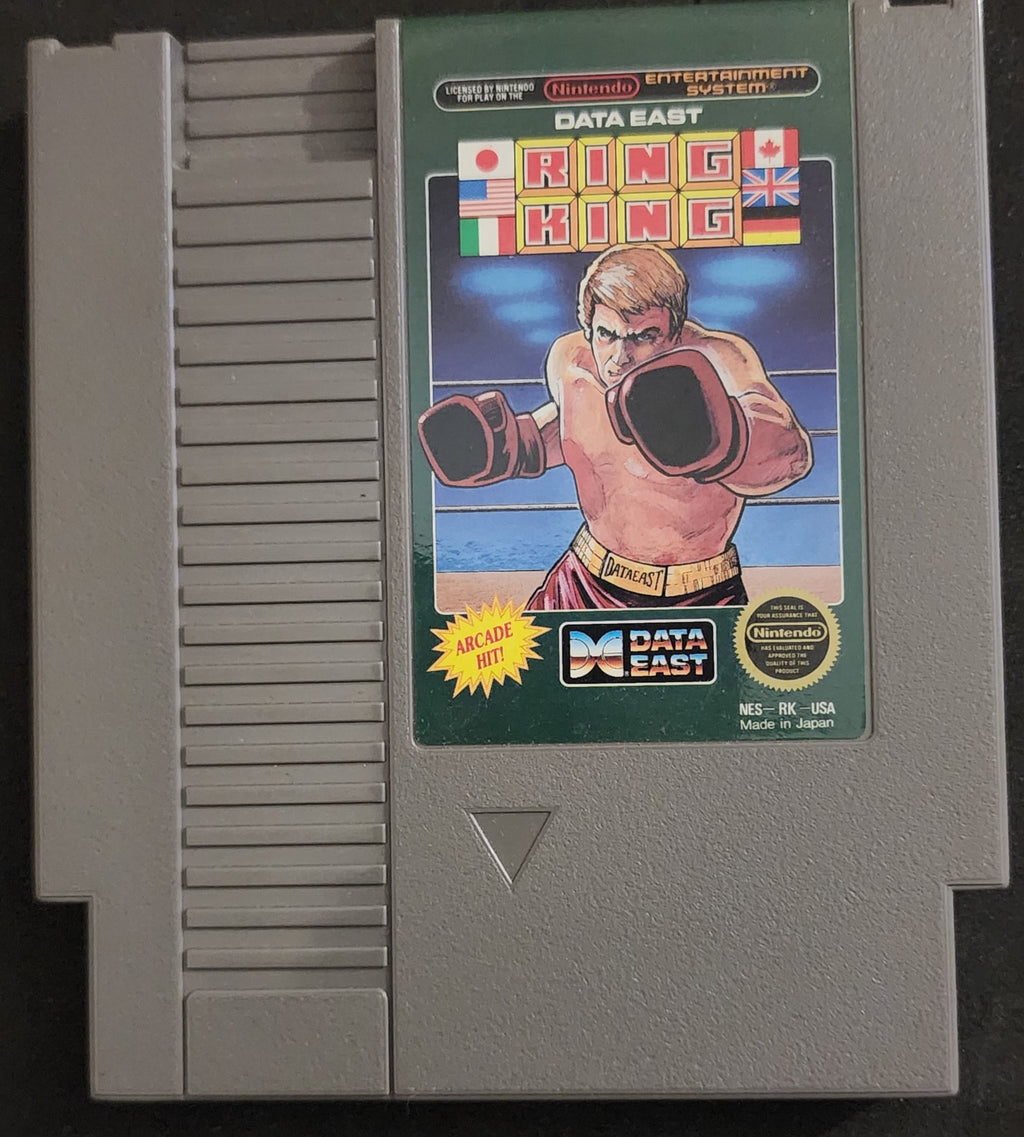 LICENSED BY NINTENDO
FOR PLAY ON THE
Nintendo
ENTERTAINMENT
SYSTEM®
DATA EAST
RING
KING
DATAEAST
ARCADE
HIT!
DATA
EAST
®
THIS SEAL IS
YOUR ASSURANCE THAT
Nintendo
HAS EVALUATED AND
APPROVED THE
QUALITY OF THIS
PRODUCT
NES-RK-USA
Made in Japan